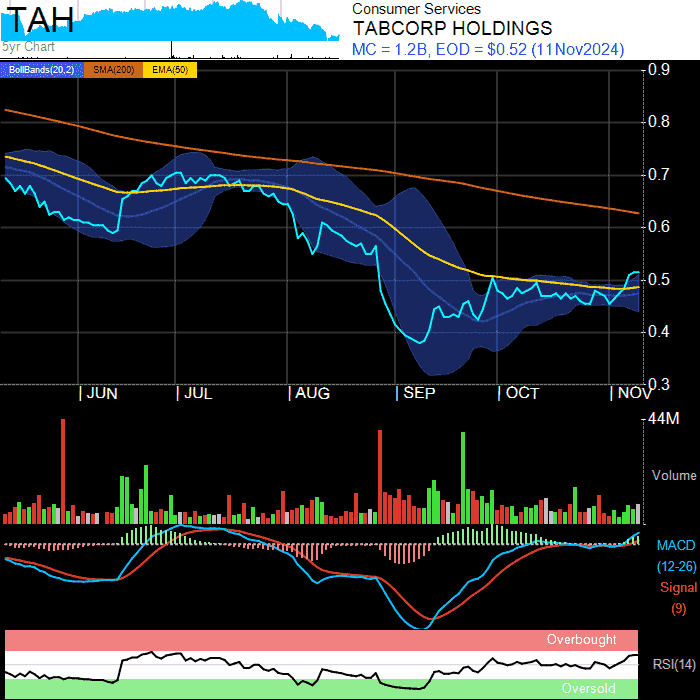 TAH
5yr Chart
Consumer Services
TABCORP HOLDINGS
MC = 1.2B, EOD = $0.52 (11Nov2024)
BollBands(20,2) SMA(200) EMA(50)
0.9
0.8
0.7
0.6
0.5
0.4
0.3
JUN JUL AUG SEP OCT NOV
44M
Volume
MACD
(12-26)
Signal
(9)
Overbought
RSI(14)
Oversold